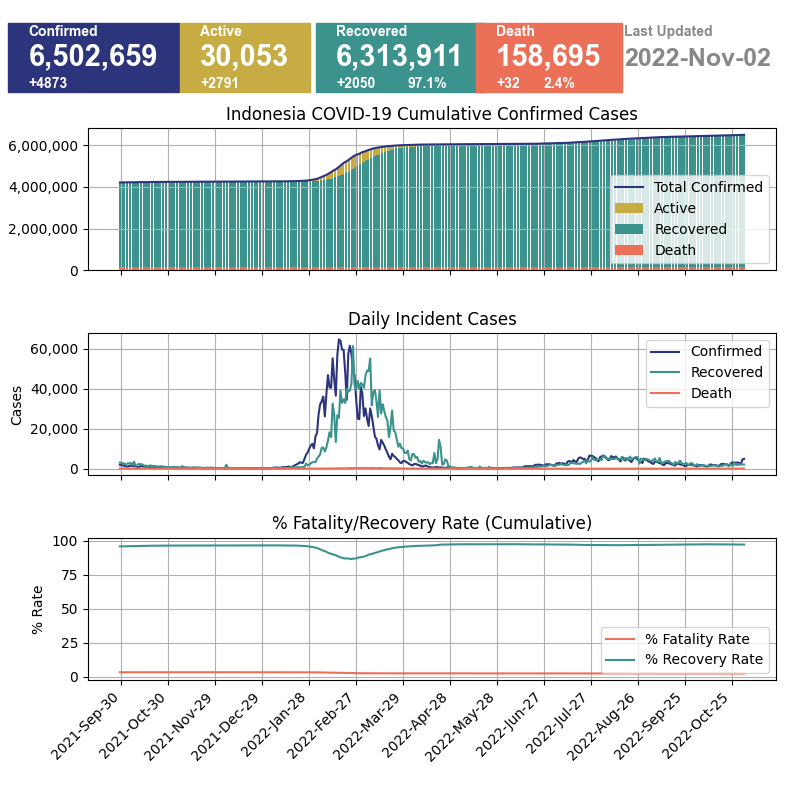 Confirmed
6,502,659
+4873
Active
30,053
+2791
Recovered
6,313,911
+2050 97.1%
Death
158,695
+32 2.4%
Last Updated
2022-Nov-02
Indonesia COVID-19 Cumulative Confirmed Cases
6,000,000
4,000,000
2,000,000
0
Total Confirmed
Active
Recovered
Death
Daily Incident Cases
Cases
60,000
40,000
20,000
0
Confirmed
Recovered
Death
% Fatality/Recovery Rate (Cumulative)
% Rate
100
75
50
25
0
% Fatality Rate
% Recovery Rate
2021-Sep-30
2021-Oct-30
2021-Nov-29
2021-Dec-29
2022-Jan-28
2022-Feb-27
2022-Mar-29
2022-Apr-28
2022-May-28
2022-Jun-27
2022-Jul-27
2022-Aug-26
2022-Sep-25
2022-Oct-25